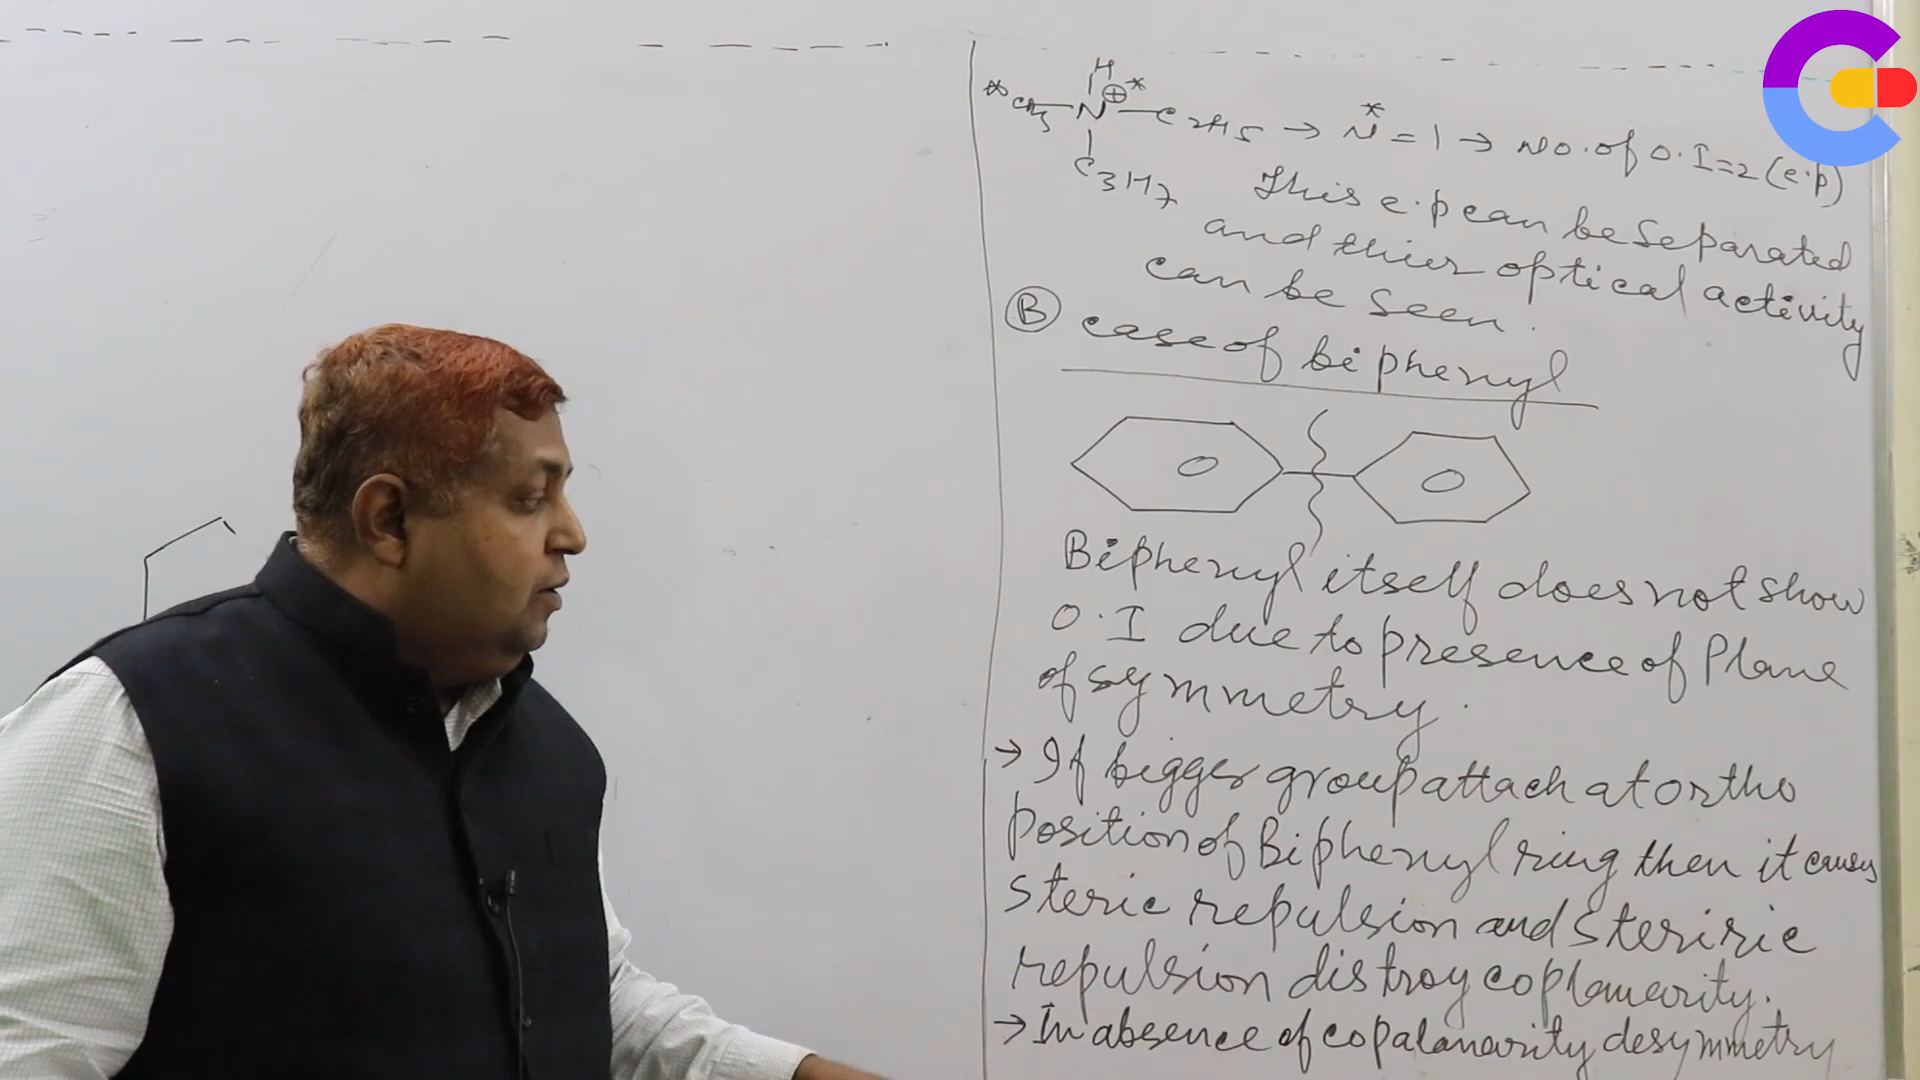 H
* CH3 — N ⊕ * — C2H5 → N* = 1 → No. of O.I = 2 (e.p)
C3H7
This e.p can be separated
and thier optical activity
can be seen.
(B) case of biphenyl
Biphenyl itself does not show
O.I due to presence of Plane
of symmetry.
→ If bigger group attach at ortho
position of Biphenyl ring then it causes
steric repulsion and steriric
repulsion distroy coplanarity.
→ In absence of copalanarity desymmetry